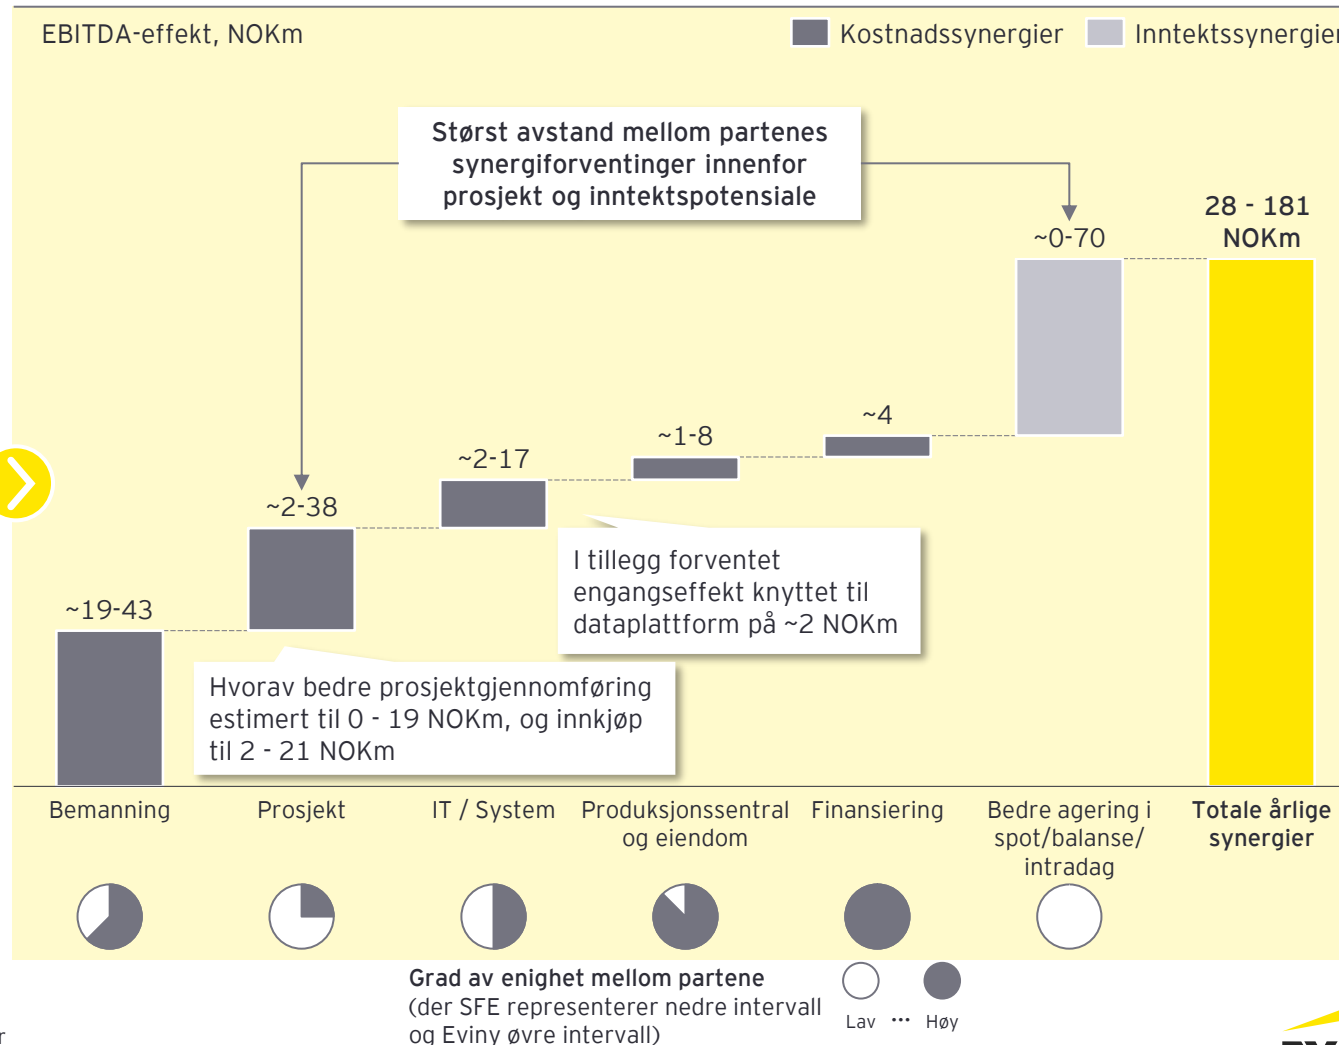 EBITDA-effekt, NOKm
Kostnadssynergier
Inntektssynergier
Størst avstand mellom partenes
synergiforventinger innenfor
prosjekt og inntektspotensiale
28 - 181
NOKm
~0-70
~4
~1-8
~2-17
~2-38
~19-43
I tillegg forventet
engangseffekt knyttet til
dataplattform på ~2 NOKm
Hvorav bedre prosjektgjennomføring
estimert til 0 - 19 NOKm, og innkjøp
til 2 - 21 NOKm
Bemanning
Prosjekt
IT / System
Produksjonssentral
og eiendom
Finansiering
Bedre agering i
spot/balanse/
intradag
Totale årlige
synergier
Grad av enighet mellom partene
(der SFE representerer nedre intervall
og Eviny øvre intervall)
Lav ... Høy